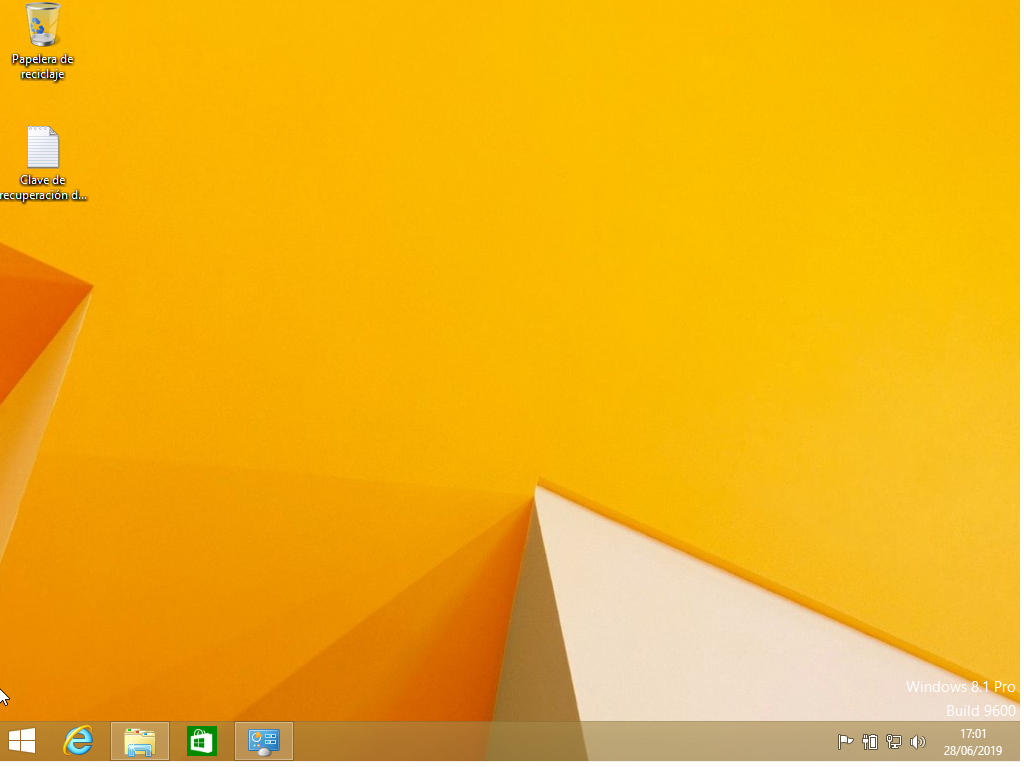 Papelera de
reciclaje
Clave de
recuperación d...
Windows 8.1 Pro
Build 9600
17:01
28/06/2019